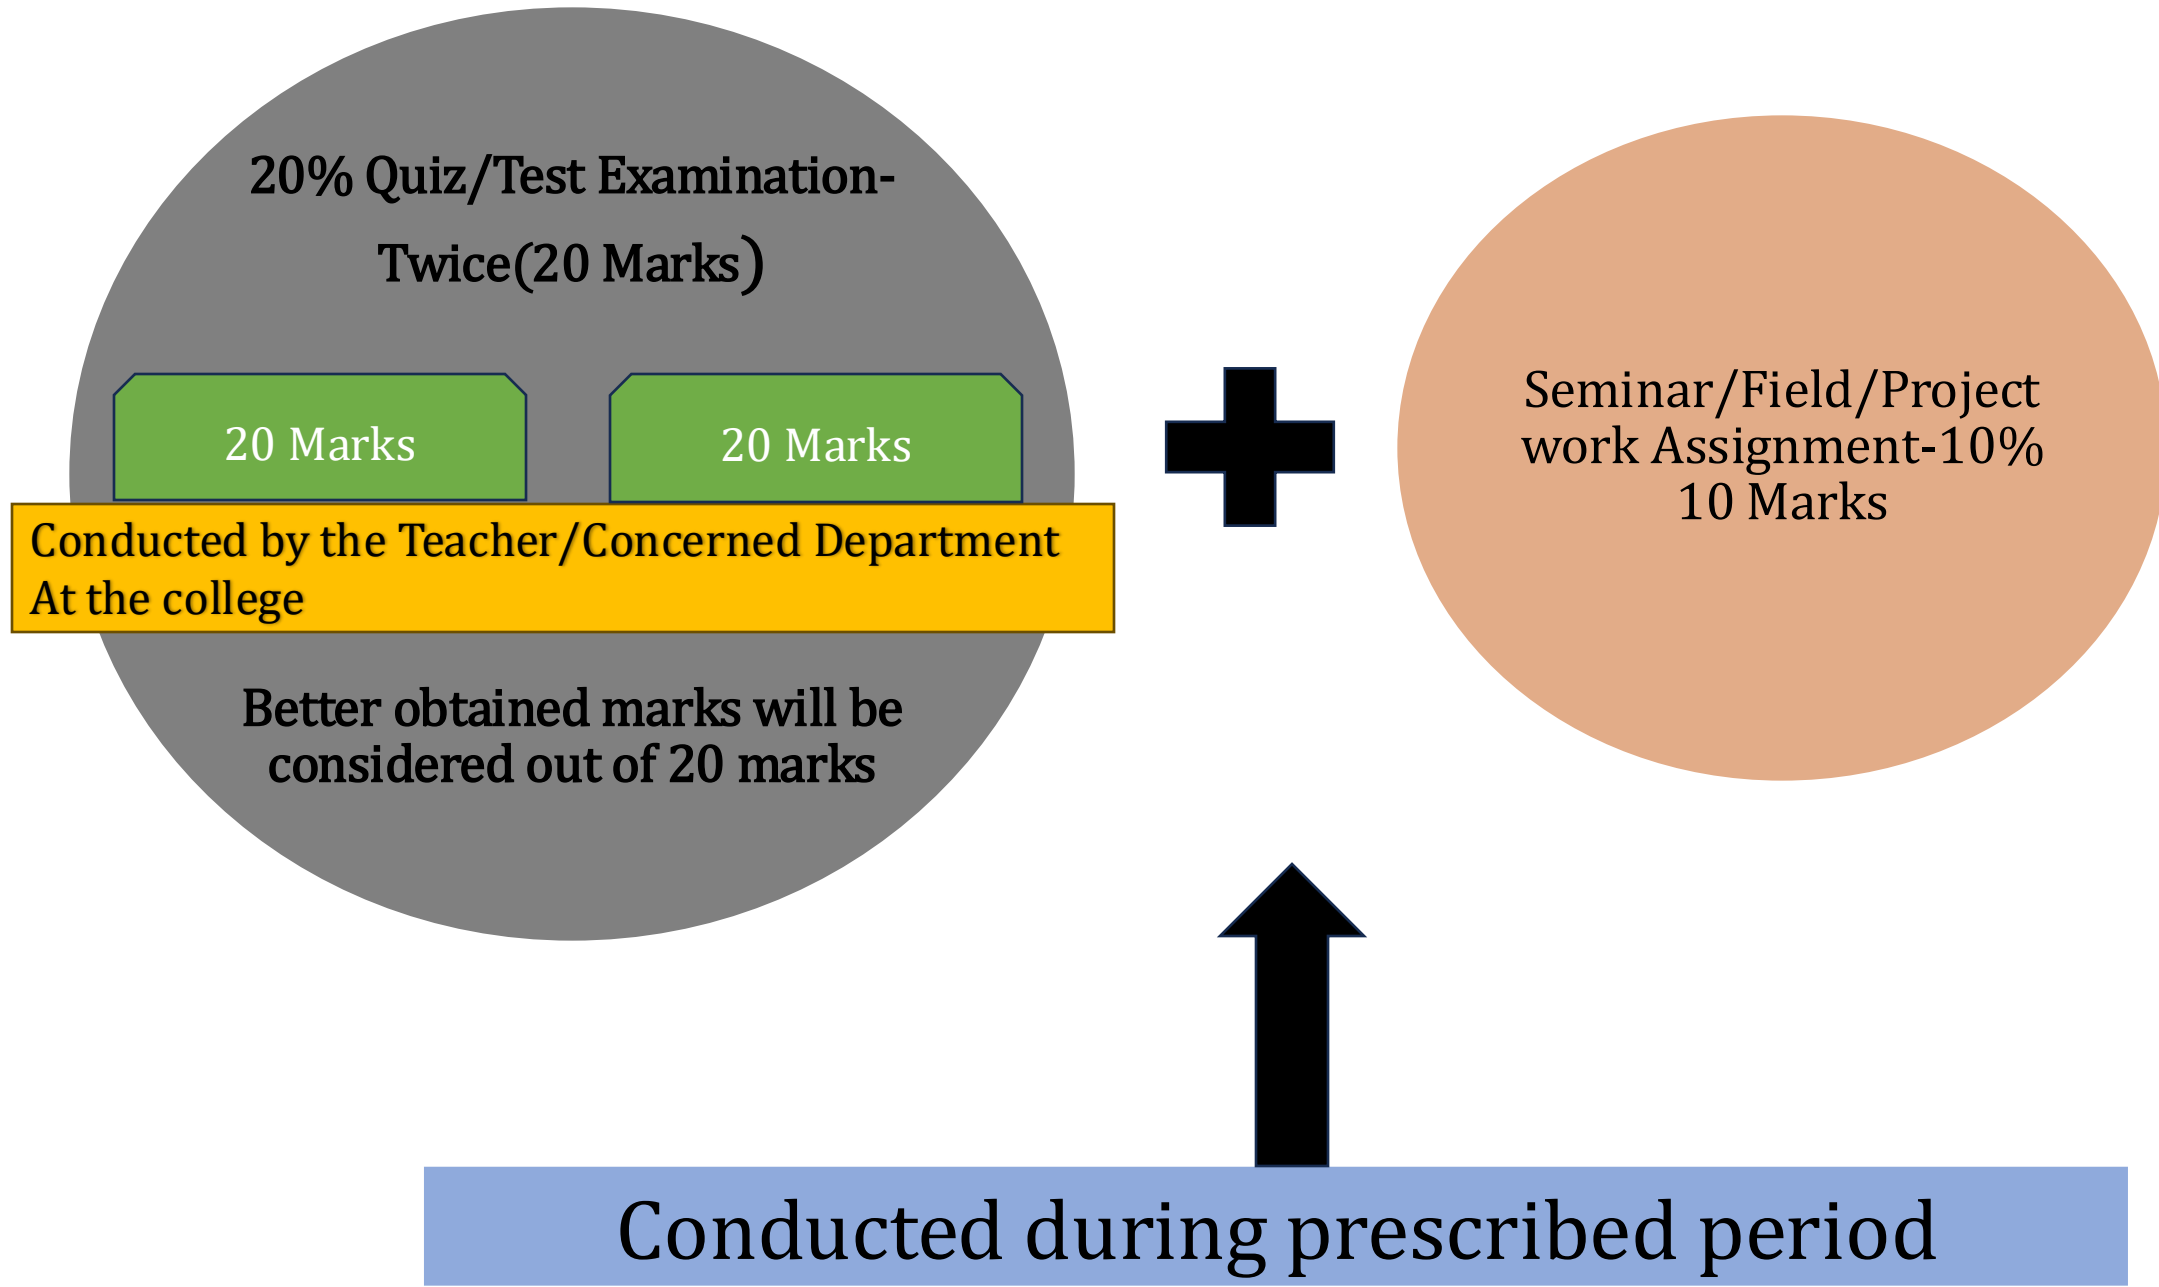 20% Quiz/Test Examination-
Twice(20 Marks)
20 Marks
20 Marks
Conducted by the Teacher/Concerned Department
At the college
Better obtained marks will be
considered out of 20 marks
Seminar/Field/Project
work Assignment-10%
10 Marks
Conducted during prescribed period